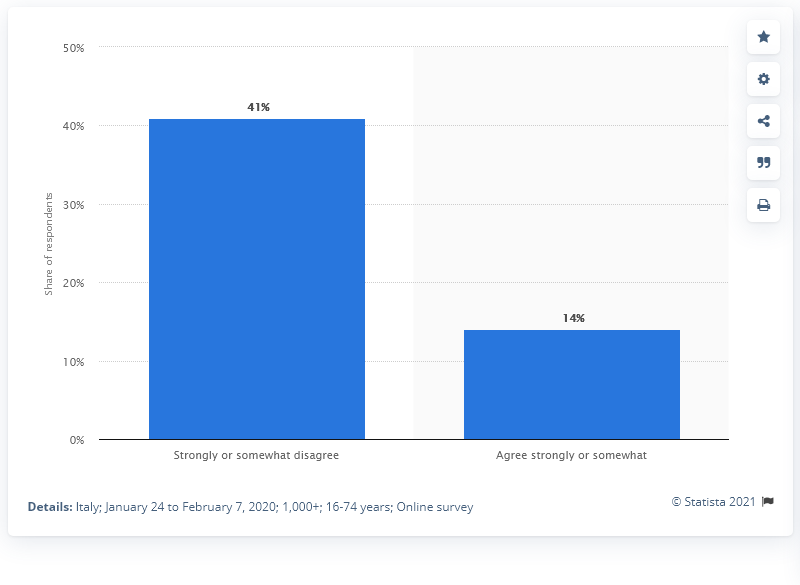 50%
41%
40%
30%
Share of respondents
20%
14%
10%
0%
Strongly or somewhat disagree
Agree strongly or somewhat
Details: Italy; January 24 to February 7, 2020; 1,000+; 16-74 years; Online survey
© Statista 2021